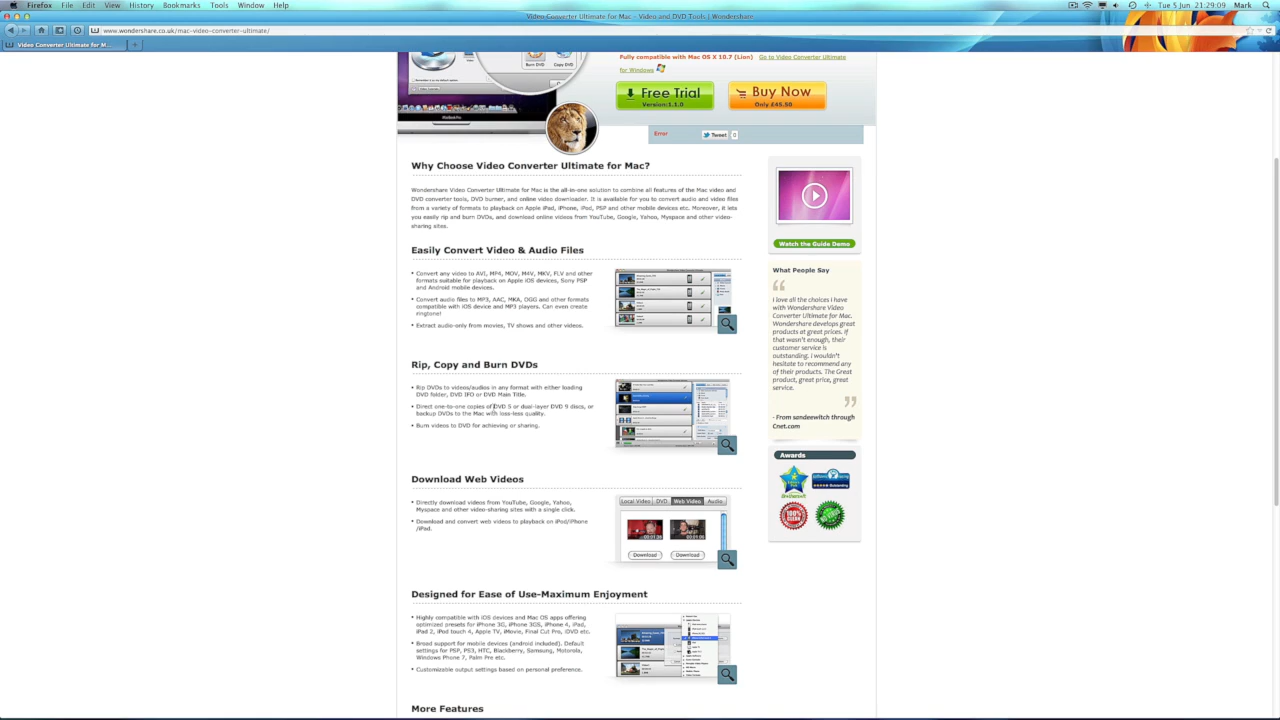 Firefox File Edit View History Bookmarks Tools Window Help
Tue 5 Jun 21:29:09 Mark
Video Converter Ultimate for Mac - Video and DVD Tools | Wondershare
www.wondershare.co.uk/mac-video-converter-ultimate/
Video Converter Ultimate for M...
Burn DVD Copy DVD
Fully compatible with Mac OS X 10.7 (Lion) Go to Video Converter Ultimate
for Windows
Free Trial
Version:1.1.0
Buy Now
Only £45.50
Error Tweet 0
Why Choose Video Converter Ultimate for Mac?
Wondershare Video Converter Ultimate for Mac is the all-in-one solution to combine all features of the Mac video and
DVD converter tools, DVD burner, and online video downloader. It is available for you to convert audio and video files
from a variety of formats to playback on Apple iPad, iPhone, iPod, PSP and other mobile devices etc. Moreover, it lets
you easily rip and burn DVDs, and download online videos from YouTube, Google, Yahoo, Myspace and other video-
sharing sites.
Easily Convert Video & Audio Files
• Convert any video to AVI, MP4, MOV, M4V, MKV, FLV and other
formats suitable for playback on Apple iOS devices, Sony PSP
and Android mobile devices.
• Convert audio files to MP3, AAC, MKA, OGG and other formats
compatible with iOS device and MP3 players. Can even create
ringtone!
• Extract audio-only from movies, TV shows and other videos.
Rip, Copy and Burn DVDs
• Rip DVDs to videos/audios in any format with either loading
DVD folder, DVD IFO or DVD Main Title.
• Direct one-to-one copies of DVD 5 or dual-layer DVD 9 discs, or
backup DVDs to the Mac with loss-less quality.
• Burn videos to DVD for achieving or sharing.
Download Web Videos
• Directly download videos from YouTube, Google, Yahoo,
Myspace and other video-sharing sites with a single click.
• Download and convert web videos to playback on iPod/iPhone
/iPad.
Local Video DVD Web Video Audio
00:01:39 00:01:06
Download Download
Designed for Ease of Use-Maximum Enjoyment
• Highly compatible with iOS devices and Mac OS apps offering
optimized presets for iPhone 3G, iPhone 3GS, iPhone 4, iPad,
iPad 2, iPod touch 4, Apple TV, iMovie, Final Cut Pro, iDVD etc.
• Broad support for mobile devices (android included). Default
settings for PSP, PS3, HTC, Blackberry, Samsung, Motorola,
Windows Phone 7, Palm Pre etc.
• Customizable output settings based on personal preference.
More Features
Watch the Guide Demo
What People Say
I love all the choices I have
with Wondershare Video
Converter Ultimate for Mac.
Wondershare develops great
products at great prices. If
that wasn't enough, their
customer service is
outstanding. I wouldn't
hesitate to recommend any
of their products. The Great
product, great price, great
service.
- From sandeewitch through
Cnet.com
Awards
100%